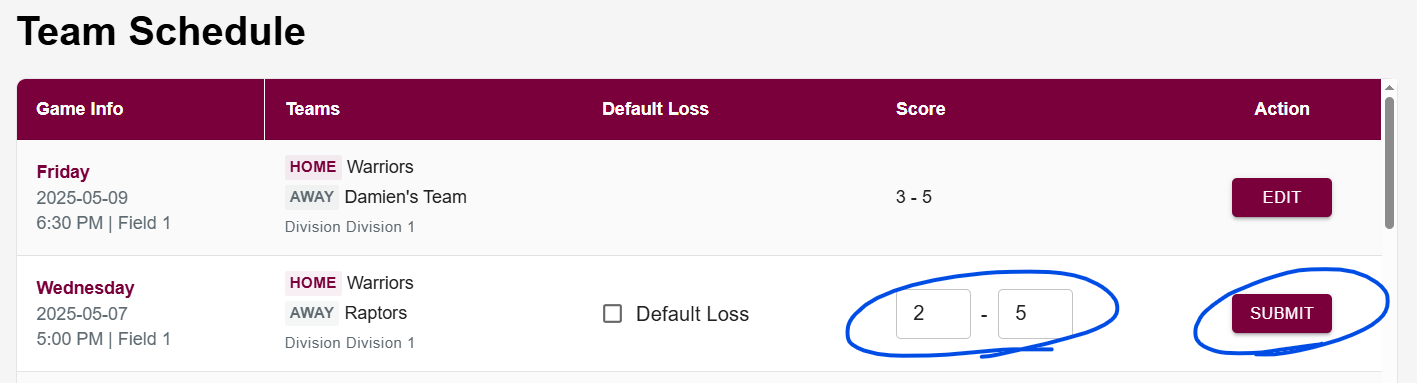 Team Schedule
Game Info Teams Default Loss Score Action
Friday
2025-05-09
6:30 PM | Field 1
HOME Warriors
AWAY Damien's Team
Division Division 1
3 - 5
EDIT
Wednesday
2025-05-07
5:00 PM | Field 1
HOME Warriors
AWAY Raptors
Division Division 1
Default Loss
2 - 5
SUBMIT